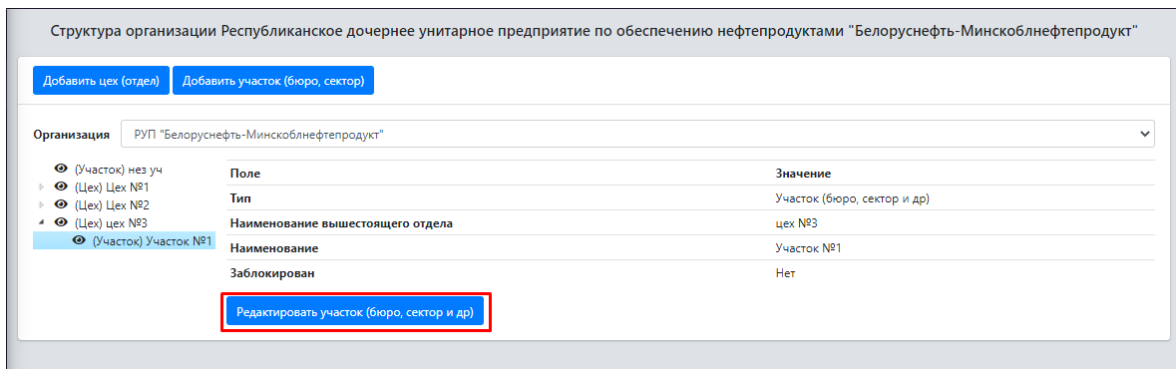 Структура организации Республиканское дочернее унитарное предприятие по обеспечению нефтепродуктами "Белоруснефть-Минскоблнефтепродукт"
Добавить цех (отдел) Добавить участок (бюро, сектор)
Организация РУП "Белоруснефть-Минскоблнефтепродукт"
(Участок) нез уч
(Цех) Цех №1
(Цех) Цех №2
(Цех) цех №3
(Участок) Участок №1
Поле Значение
Тип Участок (бюро, сектор и др)
Наименование вышестоящего отдела цех №3
Наименование Участок №1
Заблокирован Нет
Редактировать участок (бюро, сектор и др)